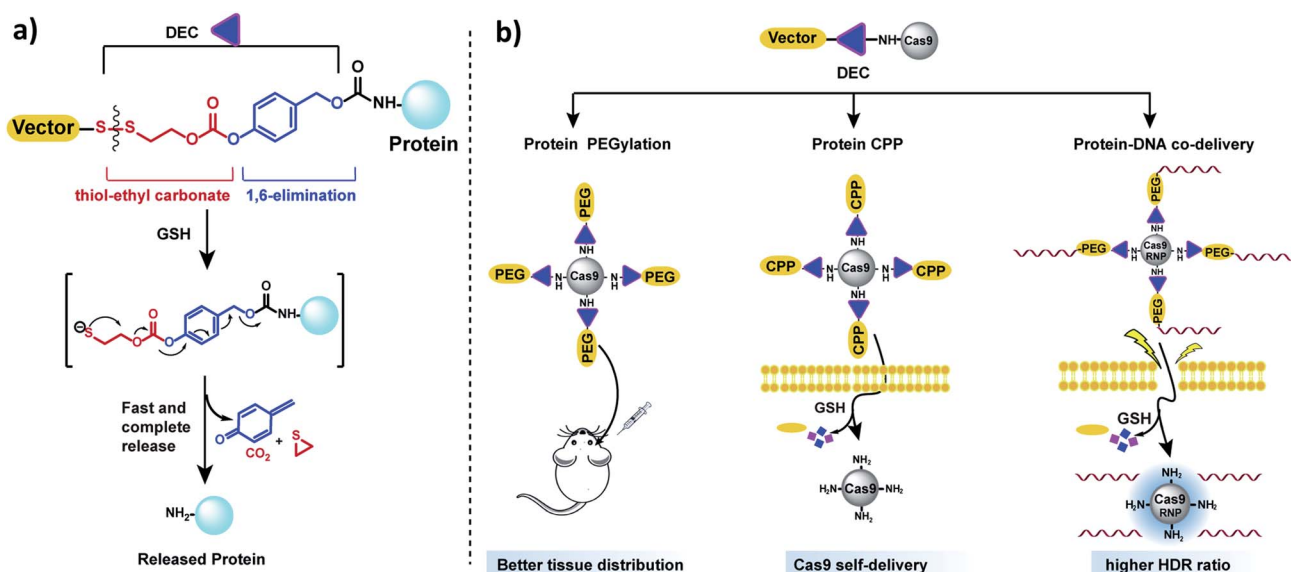 a)
DEC
Vector
S
S
O
O
O
O
O
NH
Protein
thiol-ethyl carbonate
1,6-elimination
GSH
⊖
S
O
O
O
O
O
NH
Fast and
complete
release
O
CO2
+
S
NH2
Released Protein
b)
Vector
NH
Cas9
DEC
Protein PEGylation
PEG
NH
PEG
N
H
Cas9
N
H
PEG
NH
PEG
Better tissue distribution
Protein CPP
CPP
NH
CPP
N
H
Cas9
N
H
CPP
NH
CPP
GSH
NH2
H2N
Cas9
NH2
NH2
Cas9 self-delivery
Protein-DNA co-delivery
PEG
NH
PEG
N
H
Cas9
RNP
N
H
PEG
NH
PEG
GSH
NH2
H2N
Cas9
RNP
NH2
NH2
higher HDR ratio